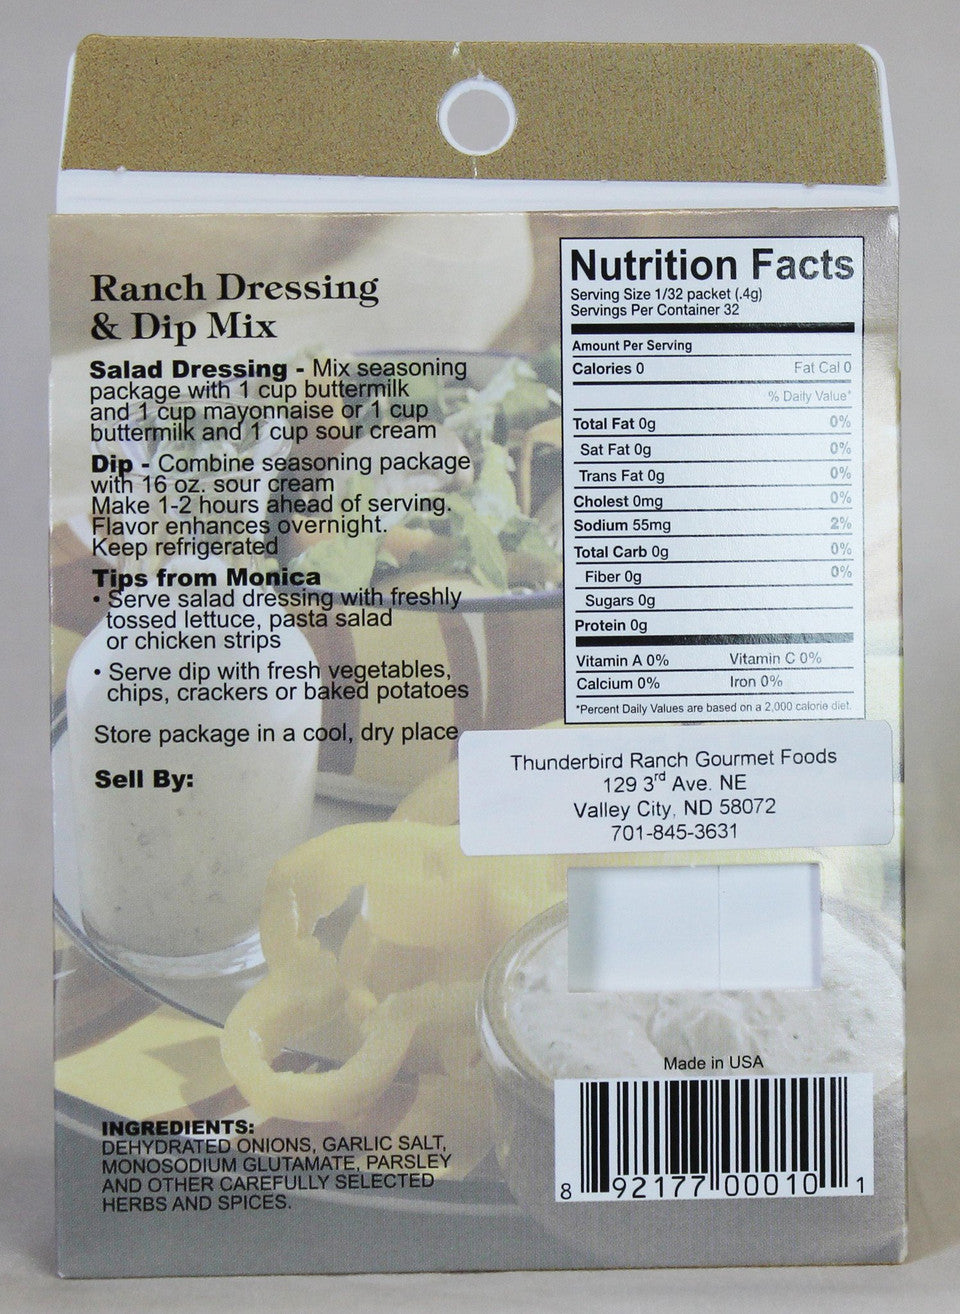 Ranch Dressing
& Dip Mix
Salad Dressing - Mix seasoning
package with 1 cup buttermilk
and 1 cup mayonnaise or 1 cup
buttermilk and 1 cup sour cream
Dip - Combine seasoning package
with 16 oz. sour cream
Make 1-2 hours ahead of serving.
Flavor enhances overnight.
Keep refrigerated
Tips from Monica
• Serve salad dressing with freshly
tossed lettuce, pasta salad
or chicken strips
• Serve dip with fresh vegetables,
chips, crackers or baked potatoes
Store package in a cool, dry place
Sell By:
INGREDIENTS:
DEHYDRATED ONIONS, GARLIC SALT,
MONOSODIUM GLUTAMATE, PARSLEY
AND OTHER CAREFULLY SELECTED
HERBS AND SPICES.
Nutrition Facts
Serving Size 1/32 packet (.4g)
Servings Per Container 32
Amount Per Serving
Calories 0 Fat Cal 0
% Daily Value*
Total Fat 0g 0%
Sat Fat 0g 0%
Trans Fat 0g 0%
Cholest 0mg 0%
Sodium 55mg 2%
Total Carb 0g 0%
Fiber 0g 0%
Sugars 0g
Protein 0g
Vitamin A 0% Vitamin C 0%
Calcium 0% Iron 0%
*Percent Daily Values are based on a 2,000 calorie diet.
Thunderbird Ranch Gourmet Foods
129 3rd Ave. NE
Valley City, ND 58072
701-845-3631
Made in USA
8 92177 00010 1